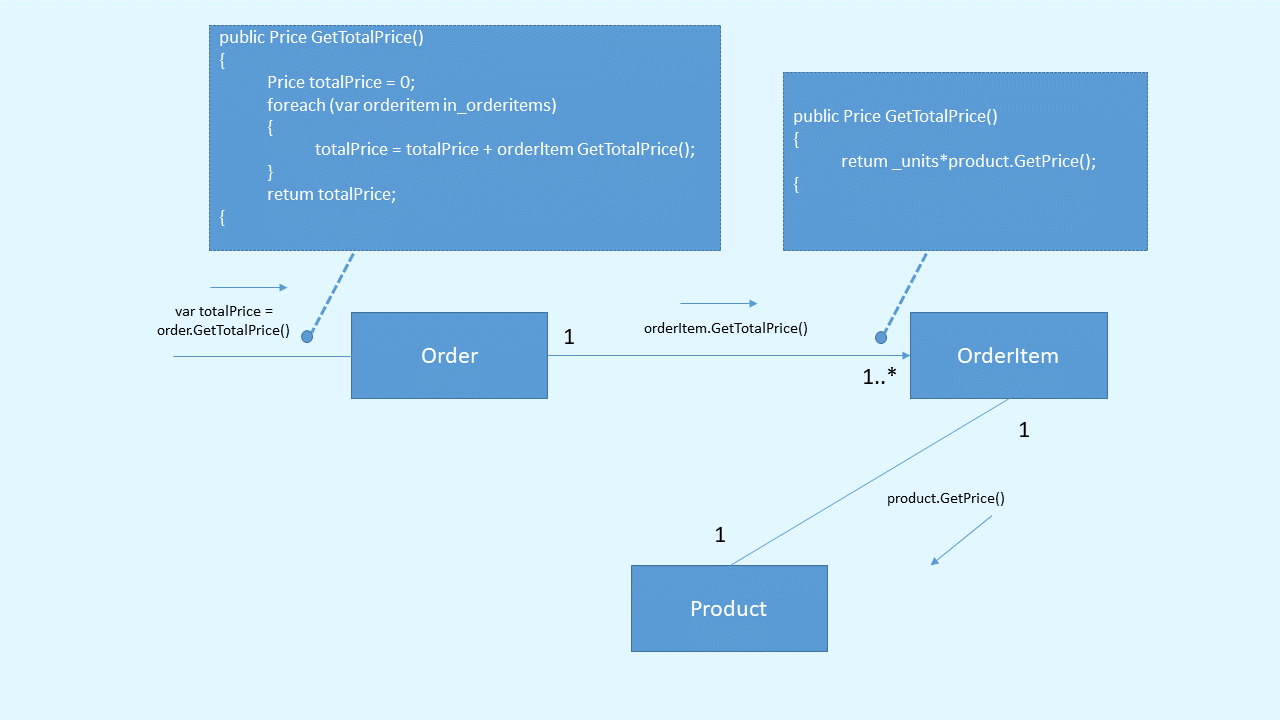 public Price GetTotalPrice()
{
Price totalPrice = 0;
foreach (var orderitem in_orderitems)
{
totalPrice = totalPrice + orderItem GetTotalPrice();
}
retum totalPrice;
{
public Price GetTotalPrice()
{
retum _units*product.GetPrice();
{
var totalPrice =
order.GetTotalPrice()
Order
1
orderItem.GetTotalPrice()
1..*
OrderItem
1
product.GetPrice()
1
Product